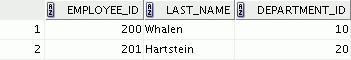 EMPLOYEE_ID LAST_NAME DEPARTMENT_ID
1 200 Whalen 10
2 201 Hartstein 20